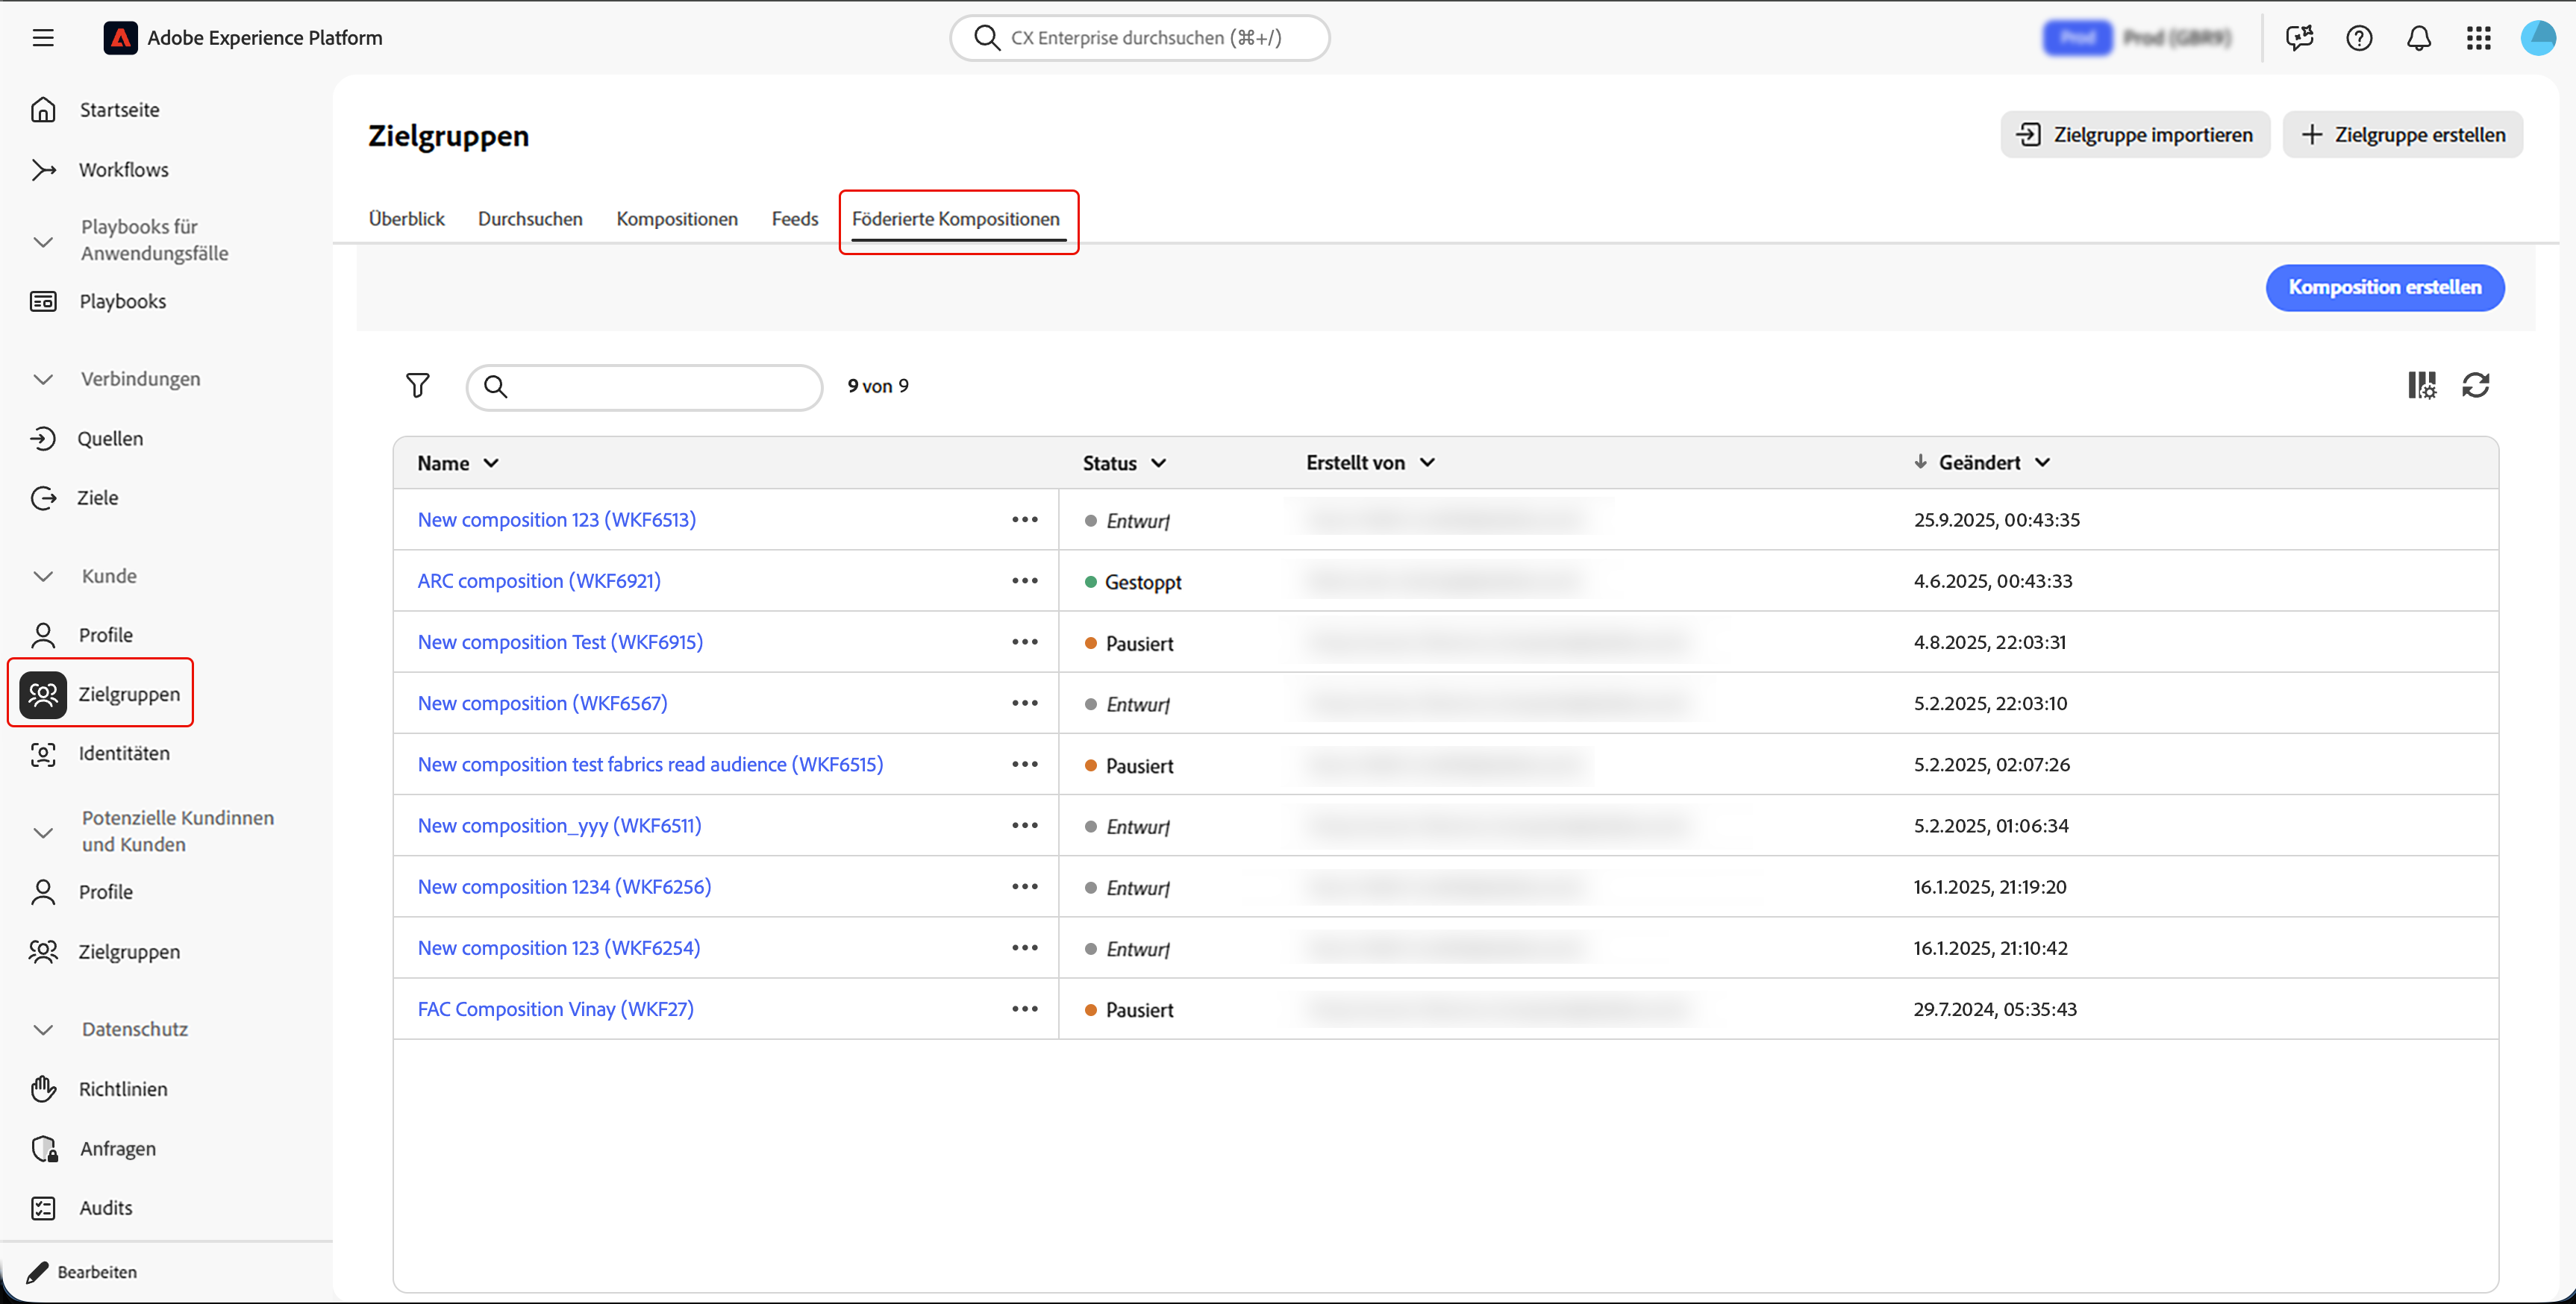 Adobe Experience Platform
CX Enterprise durchsuchen (⌘+/)
Prod Prod (GBR9)
Startseite
Workflows
Playbooks für
Anwendungsfälle
Playbooks
Verbindungen
Quellen
Ziele
Kunde
Profile
Zielgruppen
Identitäten
Potenzielle Kundinnen
und Kunden
Profile
Zielgruppen
Datenschutz
Richtlinien
Anfragen
Audits
Bearbeiten
Zielgruppen
Zielgruppe importieren
Zielgruppe erstellen
Überblick Durchsuchen Kompositionen Feeds Föderierte Kompositionen
Komposition erstellen
9 von 9
Name Status Erstellt von Geändert
New composition 123 (WKF6513) Entwurf 25.9.2025, 00:43:35
ARC composition (WKF6921) Gestoppt 4.6.2025, 00:43:33
New composition Test (WKF6915) Pausiert 4.8.2025, 22:03:31
New composition (WKF6567) Entwurf 5.2.2025, 22:03:10
New composition test fabrics read audience (WKF6515) Pausiert 5.2.2025, 02:07:26
New composition_yyy (WKF6511) Entwurf 5.2.2025, 01:06:34
New composition 1234 (WKF6256) Entwurf 16.1.2025, 21:19:20
New composition 123 (WKF6254) Entwurf 16.1.2025, 21:10:42
FAC Composition Vinay (WKF27) Pausiert 29.7.2024, 05:35:43